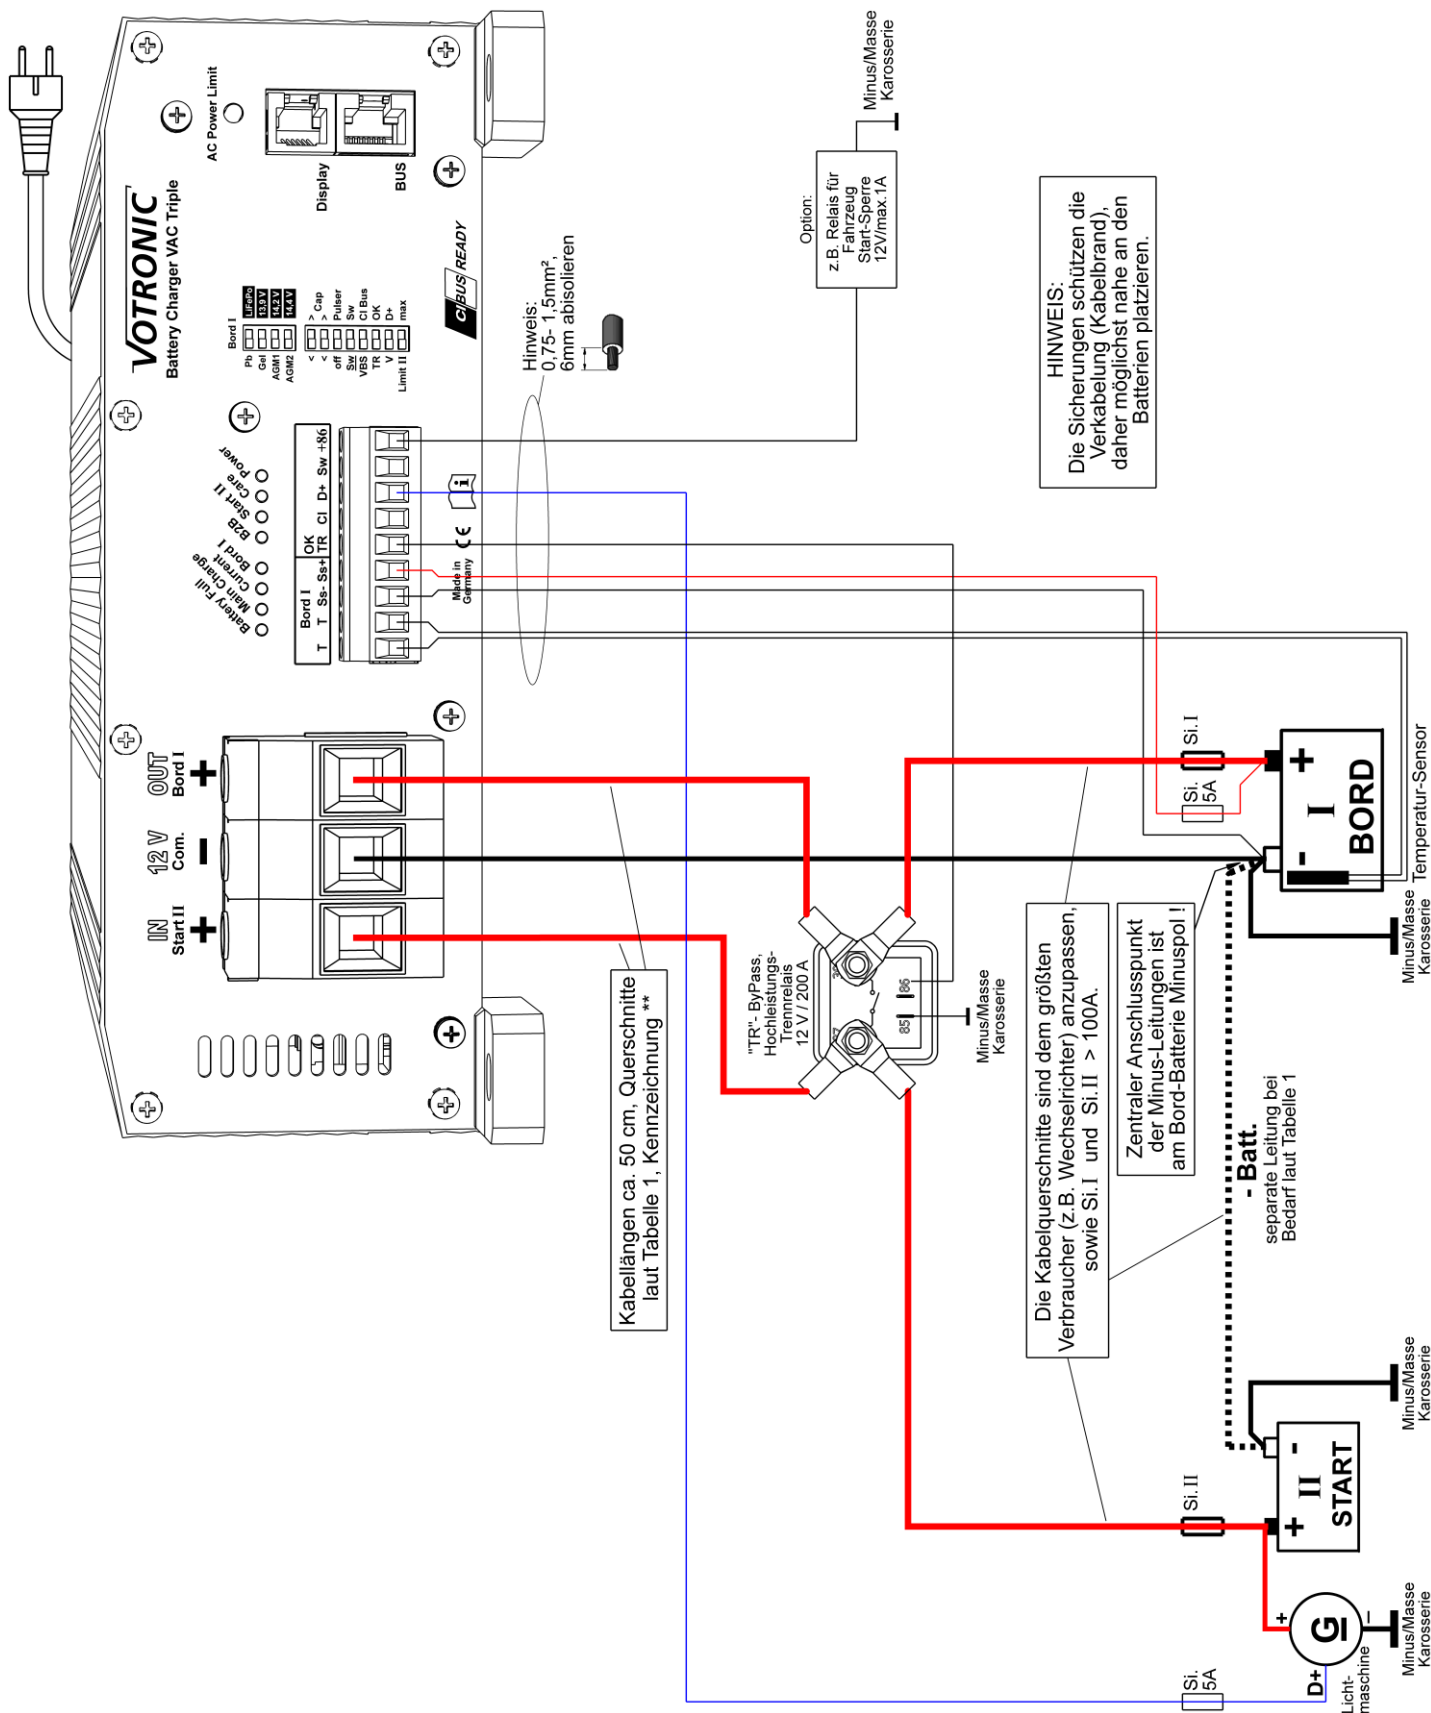 VOTRONIC
Battery Charger VAC Triple
AC Power Limit
Display
BUS
CI BUS READY
Bord I
Pb LiFePo
Gel 13,9 V
AGM1 14,2 V
AGM2 14,4 V
< > Cap
< > Cap
off Pulser
Sw Sw
VBS CI Bus
TR OK
V D+
Limit II max
Battery Full
Main Charge
Current
Bord I
B2B
Start II
Care
Power
Bord I
OK
T T Ss- Ss+ TR CI D+ Sw +86
Made in
Germany
CE
i
IN
Start II
+
12 V
Com.
-
OUT
Bord I
+
Hinweis:
0,75- 1,5mm²,
6mm abisolieren
Option:
z.B. Relais für
Fahrzeug
Start-Sperre
12V/max.1A
Minus/Masse
Karosserie
HINWEIS:
Die Sicherungen schützen die
Verkabelung (Kabelbrand),
daher möglichst nahe an den
Batterien platzieren.
Kabellängen ca. 50 cm, Querschnitte
laut Tabelle 1, Kennzeichnung **
"TR"- ByPass,
Hochleistungs-
Trennrelais
12 V / 200 A
85
86
Minus/Masse
Karosserie
Die Kabelquerschnitte sind dem größten
Verbraucher (z.B. Wechselrichter) anzupassen,
sowie Si.I und Si.II > 100A.
Zentraler Anschlusspunkt
der Minus-Leitungen ist
am Bord-Batterie Minuspol !
- Batt.
separate Leitung bei
Bedarf laut Tabelle 1
Si. I
Si.
5A
- +
I
BORD
Temperatur-Sensor
Minus/Masse
Karosserie
Si. II
+ -
II
START
Minus/Masse
Karosserie
Si.
5A
D+
+
G
–
Licht-
maschine
Minus/Masse
Karosserie